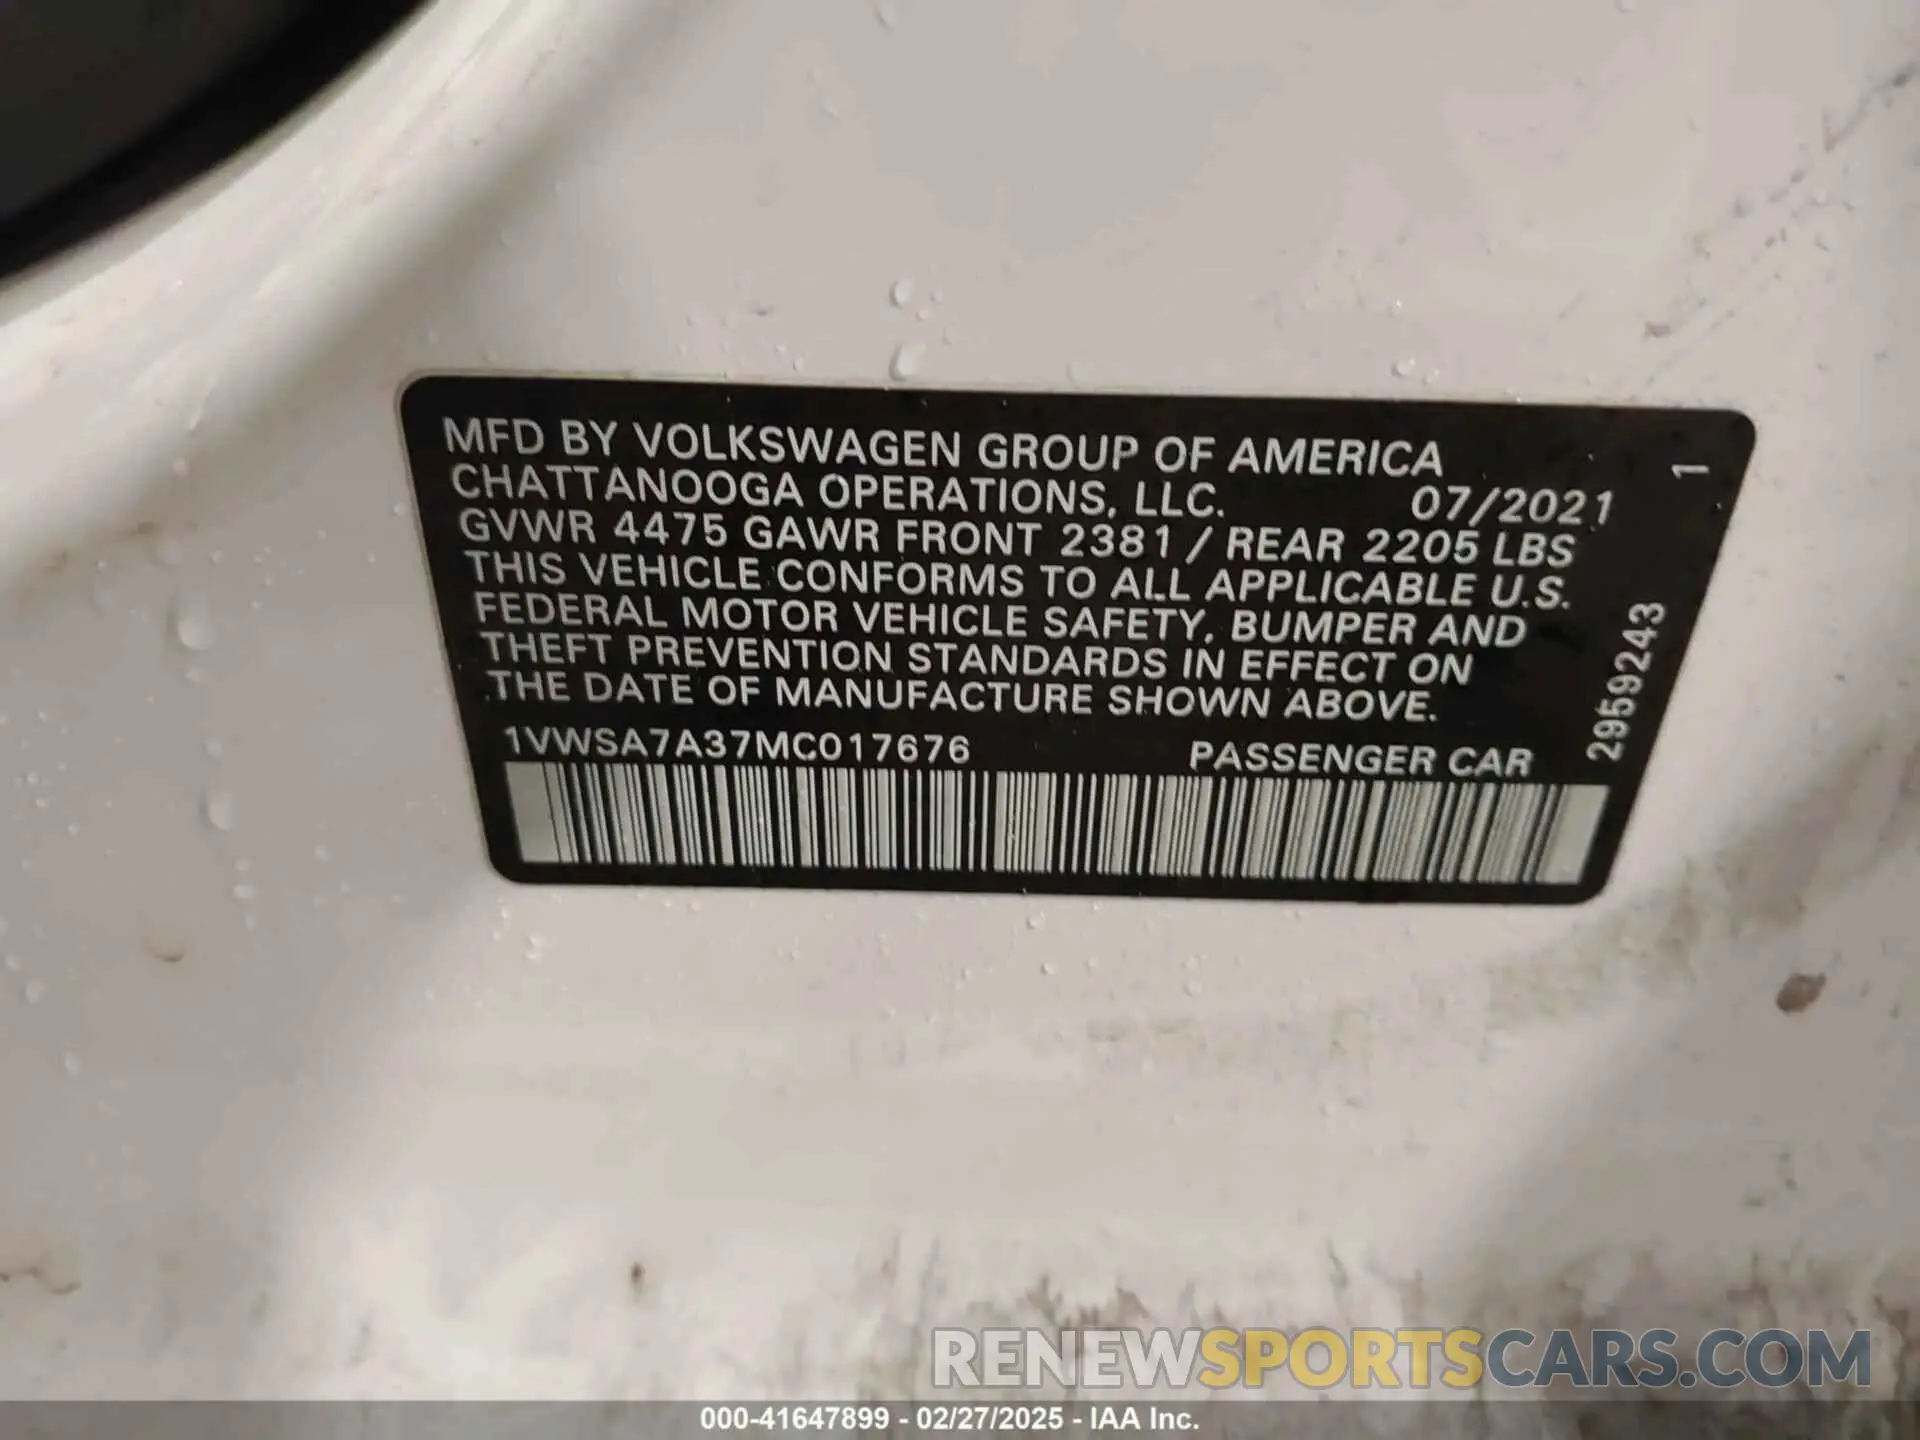 MFD BY VOLKSWAGEN GROUP OF AMERICA
CHATTANOOGA OPERATIONS, LLC. 07/2021
GVWR 4475 GAWR FRONT 2381 / REAR 2205 LBS
THIS VEHICLE CONFORMS TO ALL APPLICABLE U.S.
FEDERAL MOTOR VEHICLE SAFETY, BUMPER AND
THEFT PREVENTION STANDARDS IN EFFECT ON
THE DATE OF MANUFACTURE SHOWN ABOVE.
1VWSA7A37MC017676 PASSENGER CAR
2959243
1
RENEWSPORTSCARS.COM
000-41647899 - 02/27/2025 - IAA Inc.